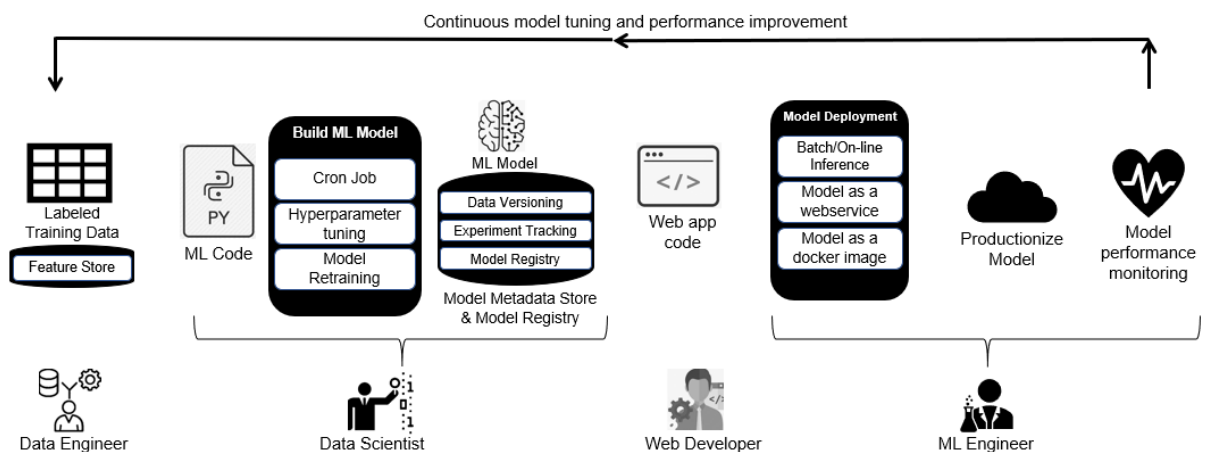 Continuous model tuning and performance improvement
Labeled
Training Data
Feature Store
PY
ML Code
Build ML Model
Cron Job
Hyperparameter
tuning
Model
Retraining
ML Model
Data Versioning
Experiment Tracking
Model Registry
Model Metadata Store
& Model Registry
</>
Web app
code
Model Deployment
Batch/On-line
Inference
Model as a
webservice
Model as a
docker image
Productionize
Model
Model
performance
monitoring
Data Engineer
1
1
Data Scientist
</>
Web Developer
ML Engineer